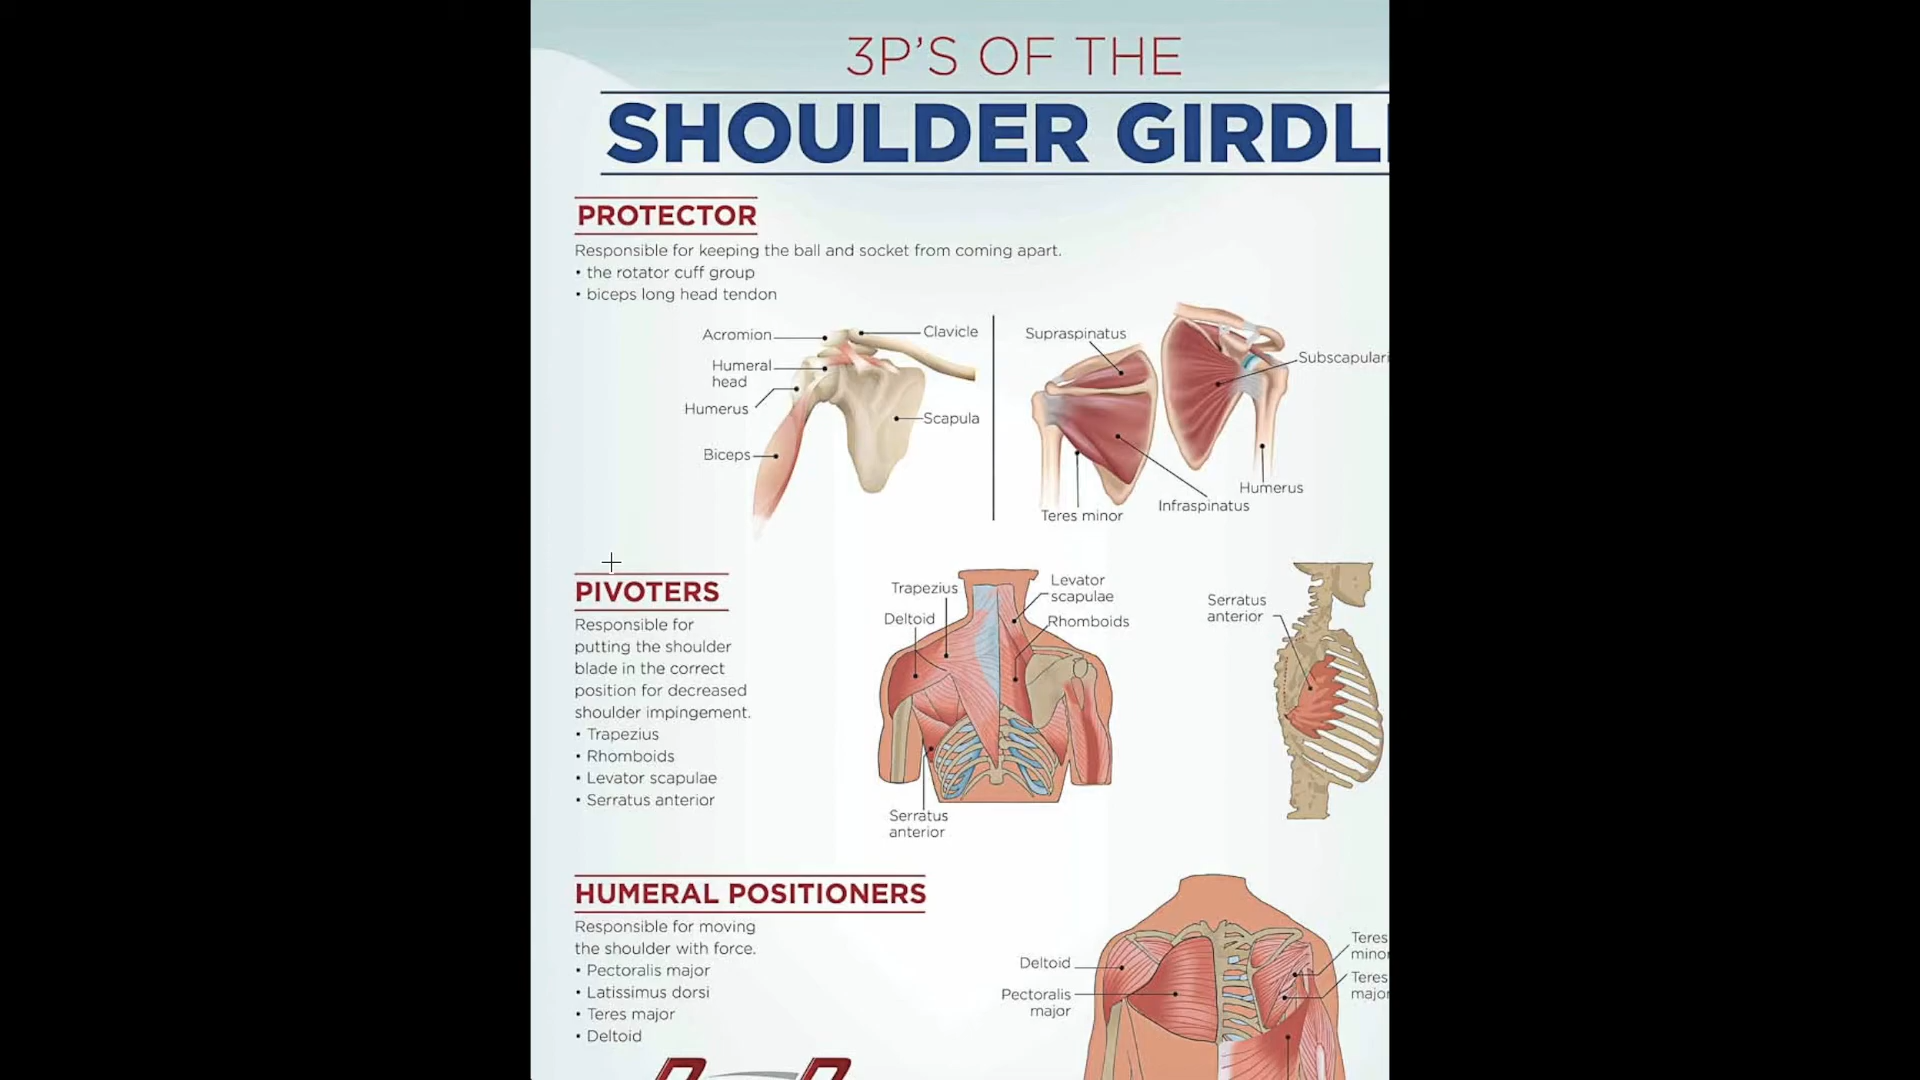 3P'S OF THE
SHOULDER GIRDL
PROTECTOR
Responsible for keeping the ball and socket from coming apart.
• the rotator cuff group
• biceps long head tendon
Acromion
Clavicle
Humeral
head
Humerus
Scapula
Biceps
Supraspinatus
Subscapulari
Humerus
Infraspinatus
Teres minor
PIVOTERS
Responsible for
putting the shoulder
blade in the correct
position for decreased
shoulder impingement.
• Trapezius
• Rhomboids
• Levator scapulae
• Serratus anterior
Trapezius
Levator
scapulae
Deltoid
Rhomboids
Serratus
anterior
Serratus
anterior
HUMERAL POSITIONERS
Responsible for moving
the shoulder with force.
• Pectoralis major
• Latissimus dorsi
• Teres major
• Deltoid
Deltoid
Pectoralis
major
Teres
minor
Teres
major